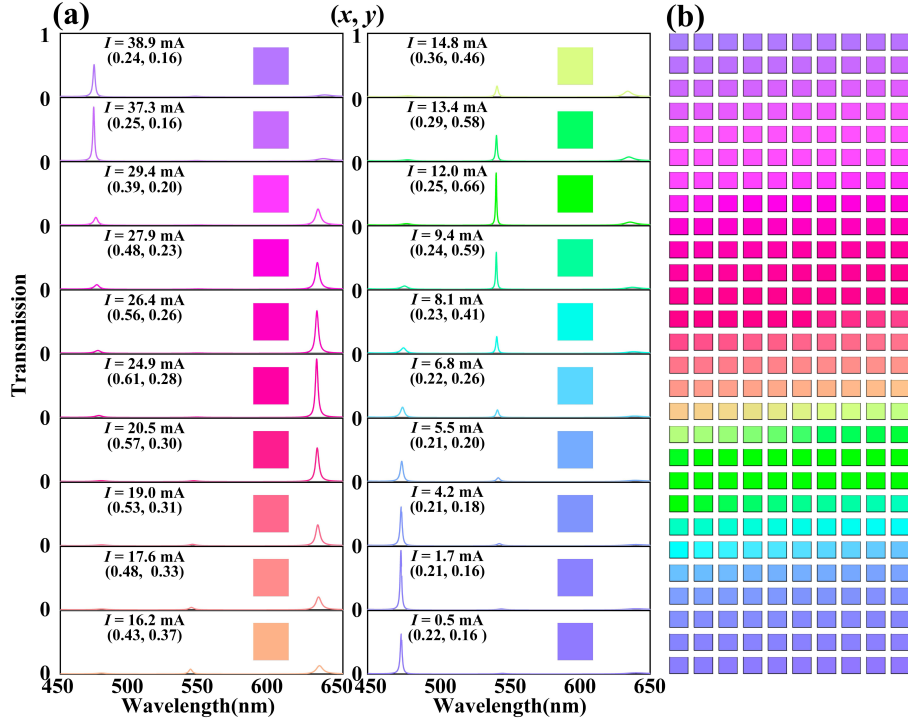 (a)
(x, y)
(b)
Transmission
1
0
0
0
0
0
0
0
0
0
0
I = 38.9 mA
(0.24, 0.16)
I = 37.3 mA
(0.25, 0.16)
I = 29.4 mA
(0.39, 0.20)
I = 27.9 mA
(0.48, 0.23)
I = 26.4 mA
(0.56, 0.26)
I = 24.9 mA
(0.61, 0.28)
I = 20.5 mA
(0.57, 0.30)
I = 19.0 mA
(0.53, 0.31)
I = 17.6 mA
(0.48, 0.33)
I = 16.2 mA
(0.43, 0.37)
450 500 550 600 650
Wavelength(nm)
1
0
0
0
0
0
0
0
0
0
0
I = 14.8 mA
(0.36, 0.46)
I = 13.4 mA
(0.29, 0.58)
I = 12.0 mA
(0.25, 0.66)
I = 9.4 mA
(0.24, 0.59)
I = 8.1 mA
(0.23, 0.41)
I = 6.8 mA
(0.22, 0.26)
I = 5.5 mA
(0.21, 0.20)
I = 4.2 mA
(0.21, 0.18)
I = 1.7 mA
(0.21, 0.16)
I = 0.5 mA
(0.22, 0.16 )
450 500 550 600 650
Wavelength(nm)